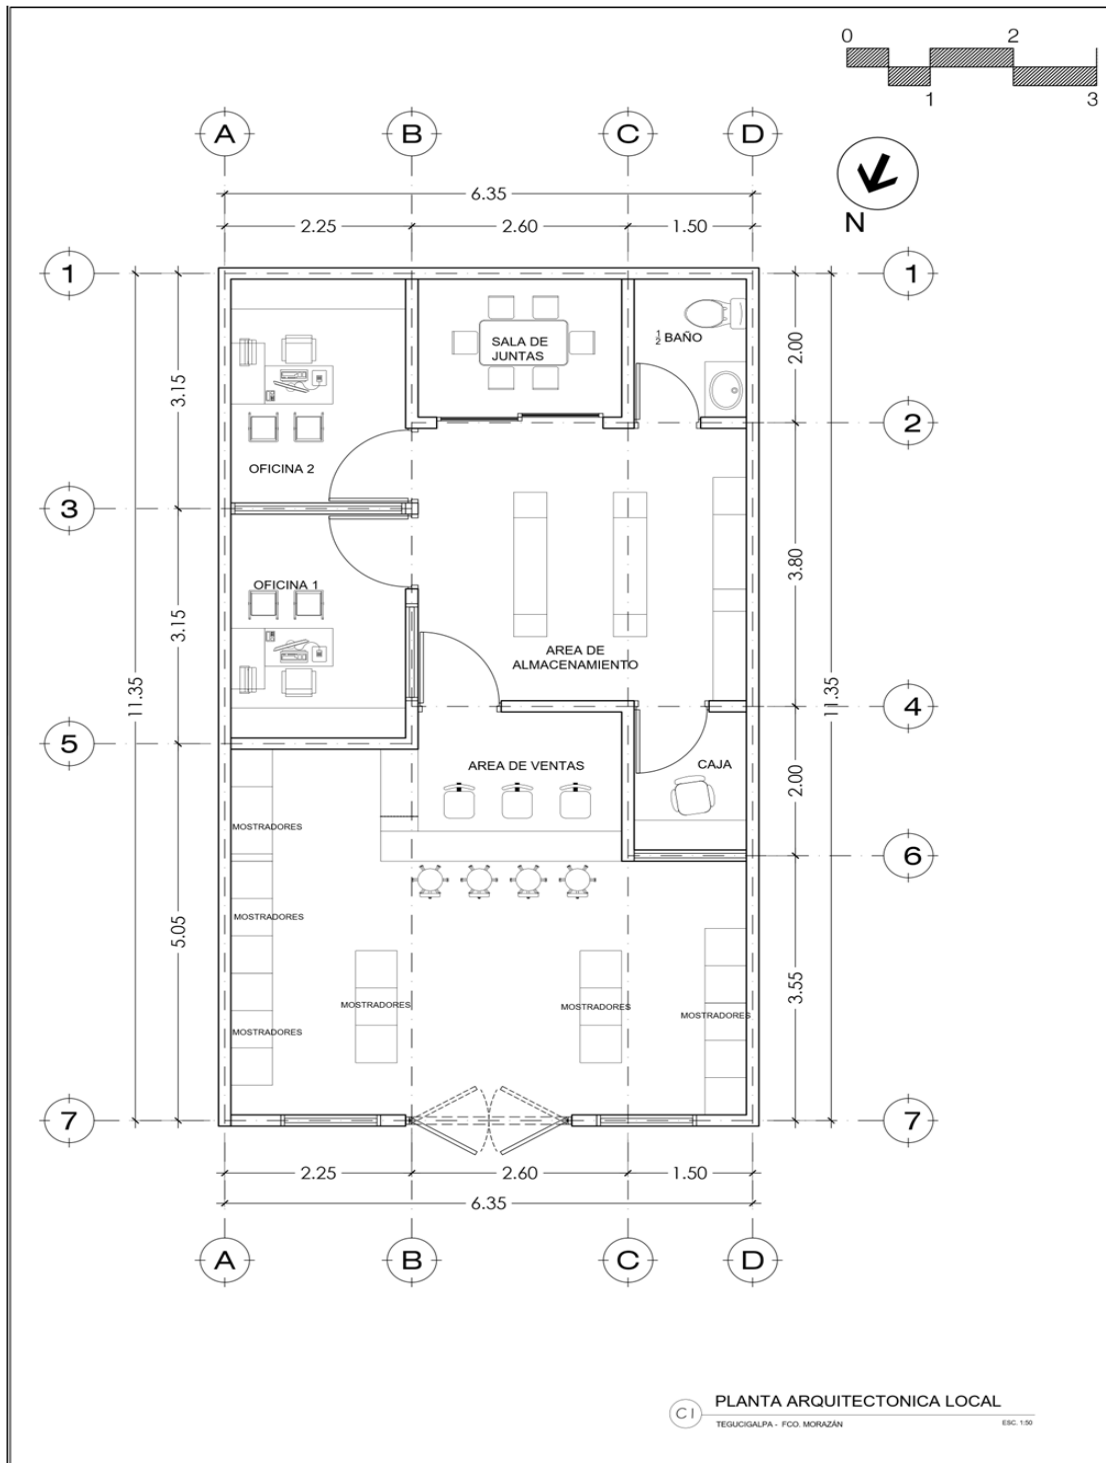 0 2
1 3
N
A B C D
6.35
2.25 2.60 1.50
1 1
½ BAÑO
SALA DE
JUNTAS
2.00
3.15
2 2
OFICINA 2
3
3.80
OFICINA 1
3.15
AREA DE
ALMACENAMIENTO
11.35 11.35
4
5
AREA DE VENTAS
CAJA
2.00
MOSTRADORES
6
MOSTRADORES
5.05
3.55
MOSTRADORES MOSTRADORES MOSTRADORES
MOSTRADORES
7 7
2.25 2.60 1.50
6.35
A B C D
C1
PLANTA ARQUITECTONICA LOCAL
TEGUCIGALPA - FCO. MORAZÁN
ESC. 1:50